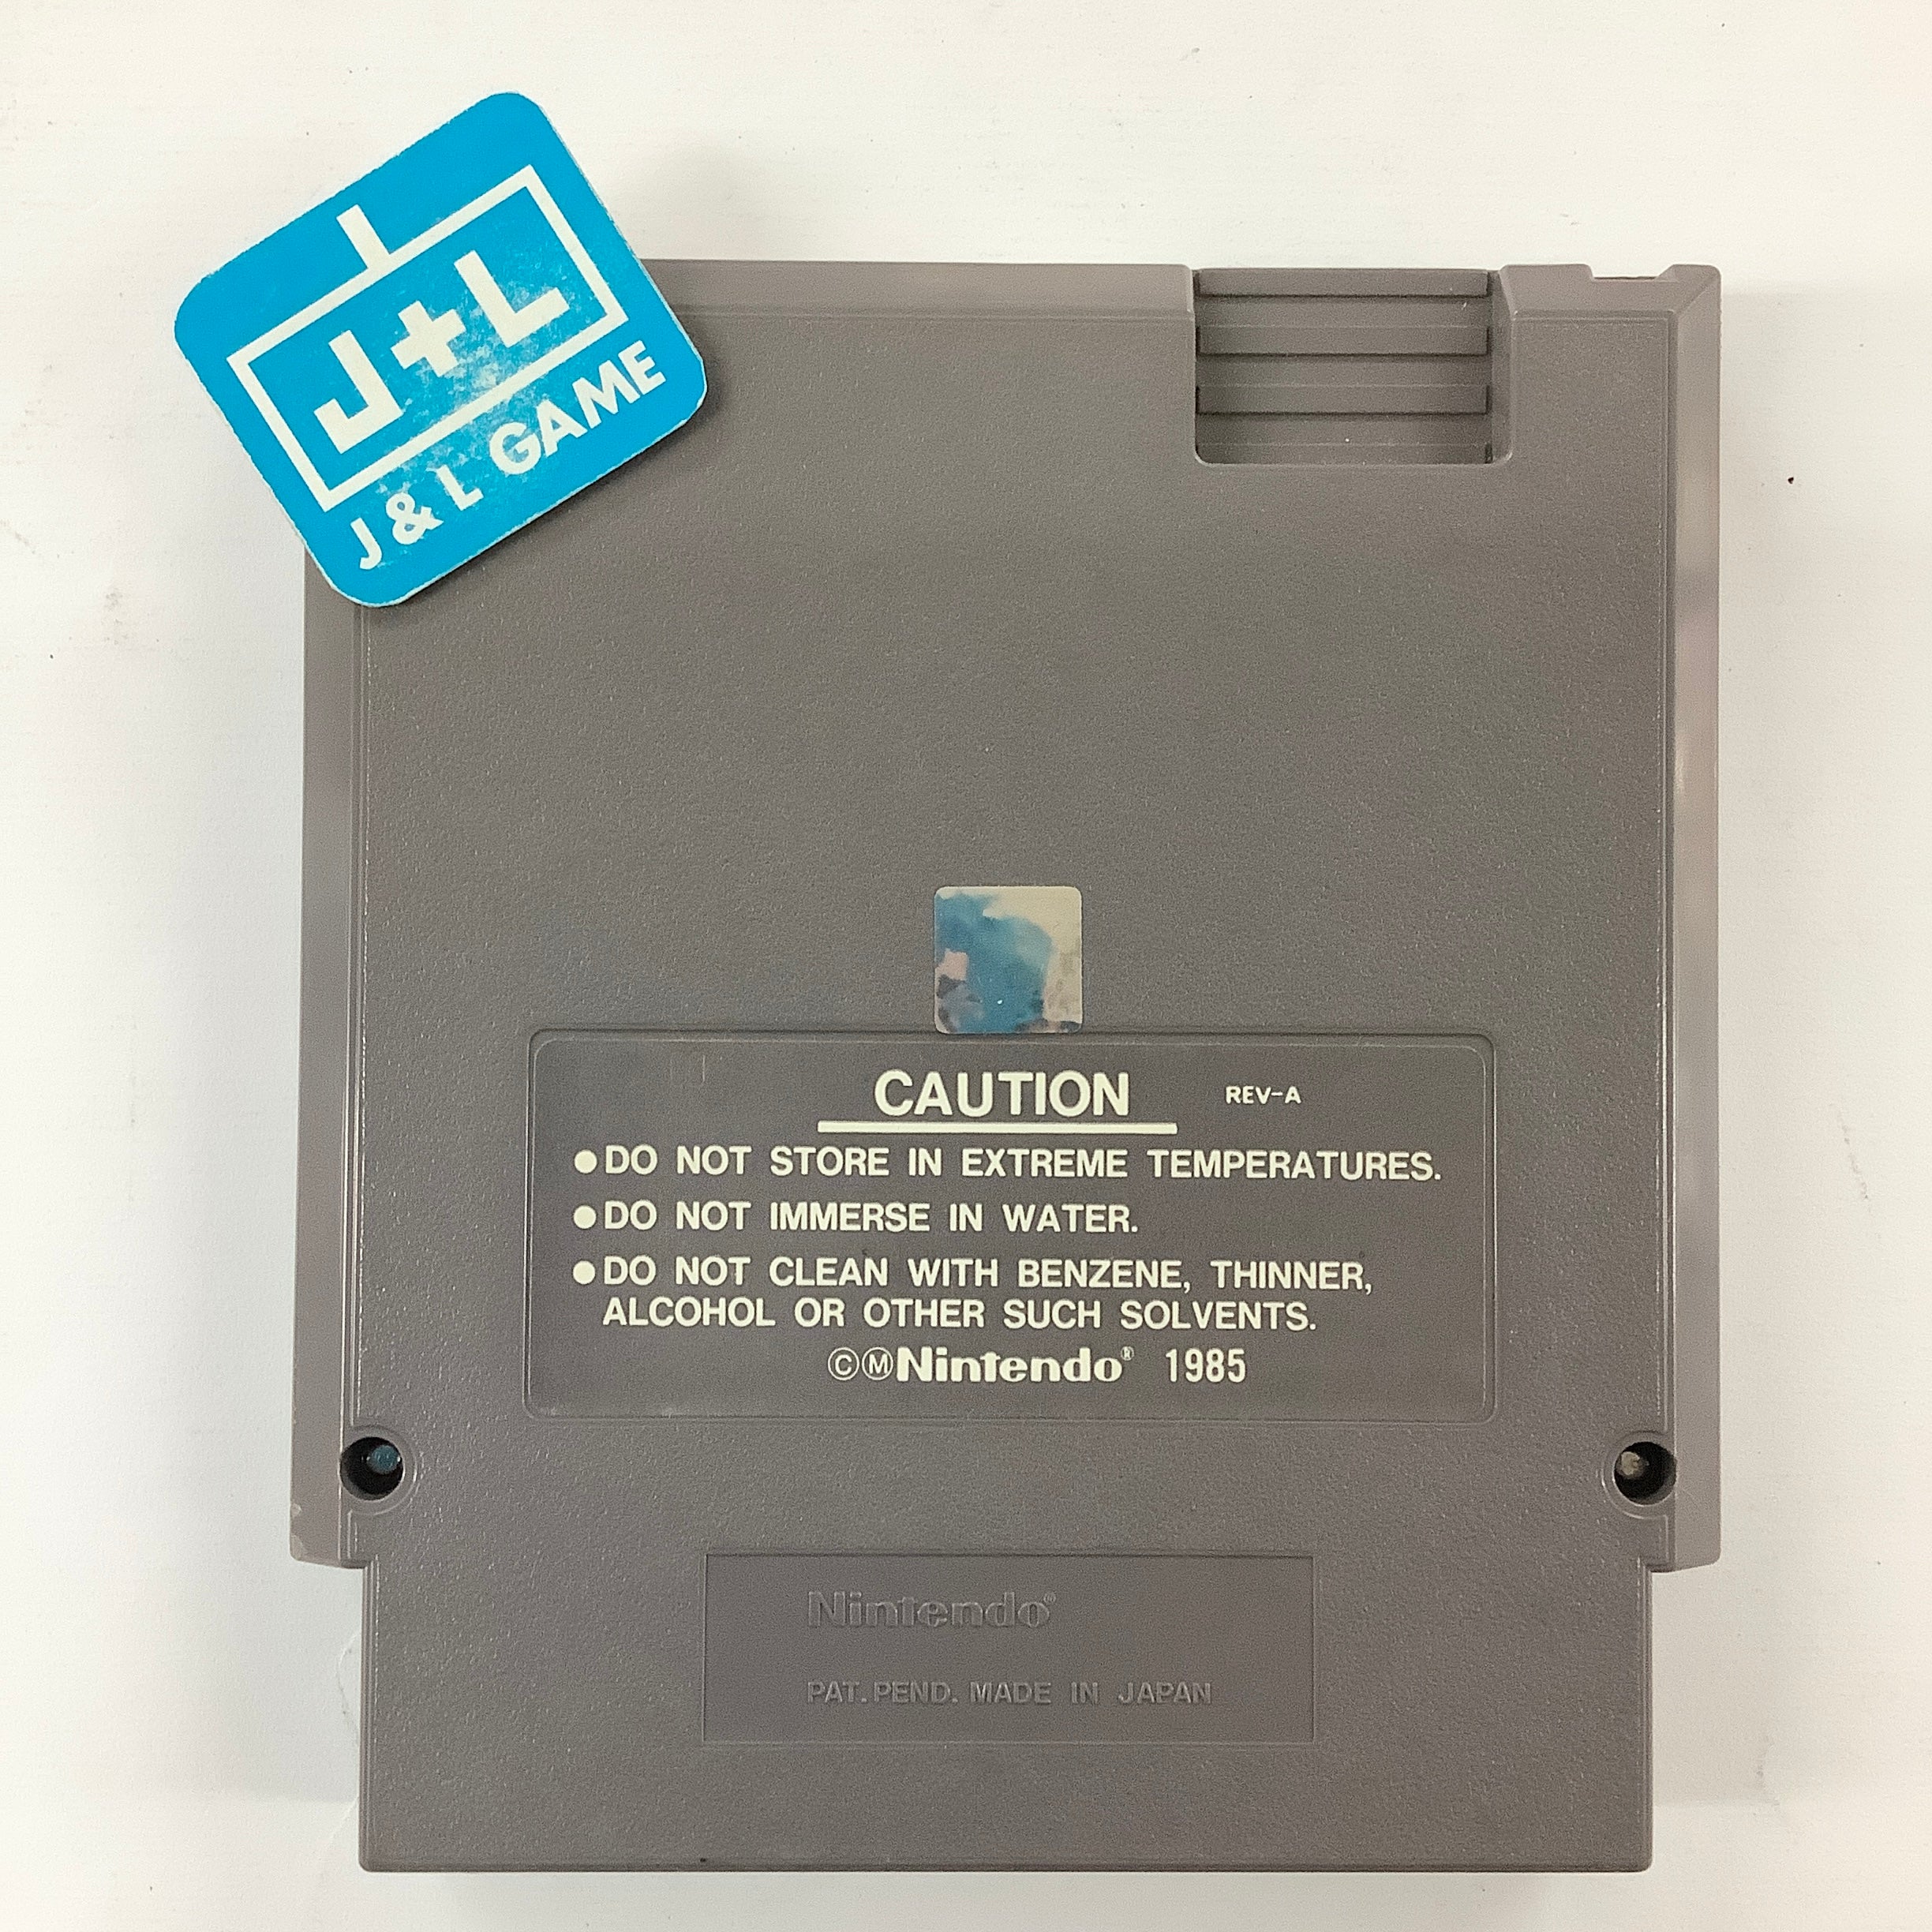 J+L
J & L GAME
CAUTION REV-A
●DO NOT STORE IN EXTREME TEMPERATURES.
●DO NOT IMMERSE IN WATER.
●DO NOT CLEAN WITH BENZENE, THINNER,
ALCOHOL OR OTHER SUCH SOLVENTS.
©ⓂNintendo® 1985
Nintendo®
PAT. PEND. MADE IN JAPAN